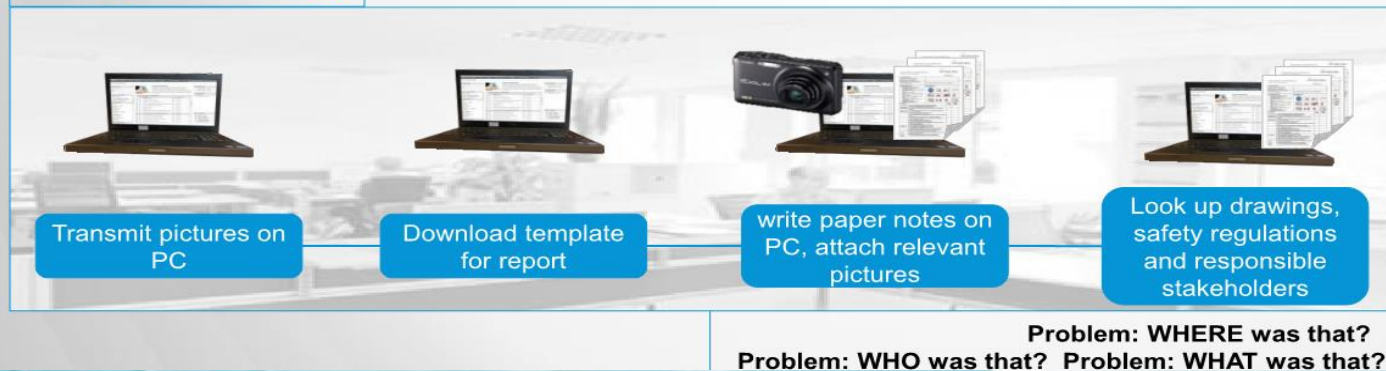 Transmit pictures on
PC
Download template
for report
write paper notes on
PC, attach relevant
pictures
Look up drawings,
safety regulations
and responsible
stakeholders
Problem: WHERE was that?
Problem: WHO was that? Problem: WHAT was that?